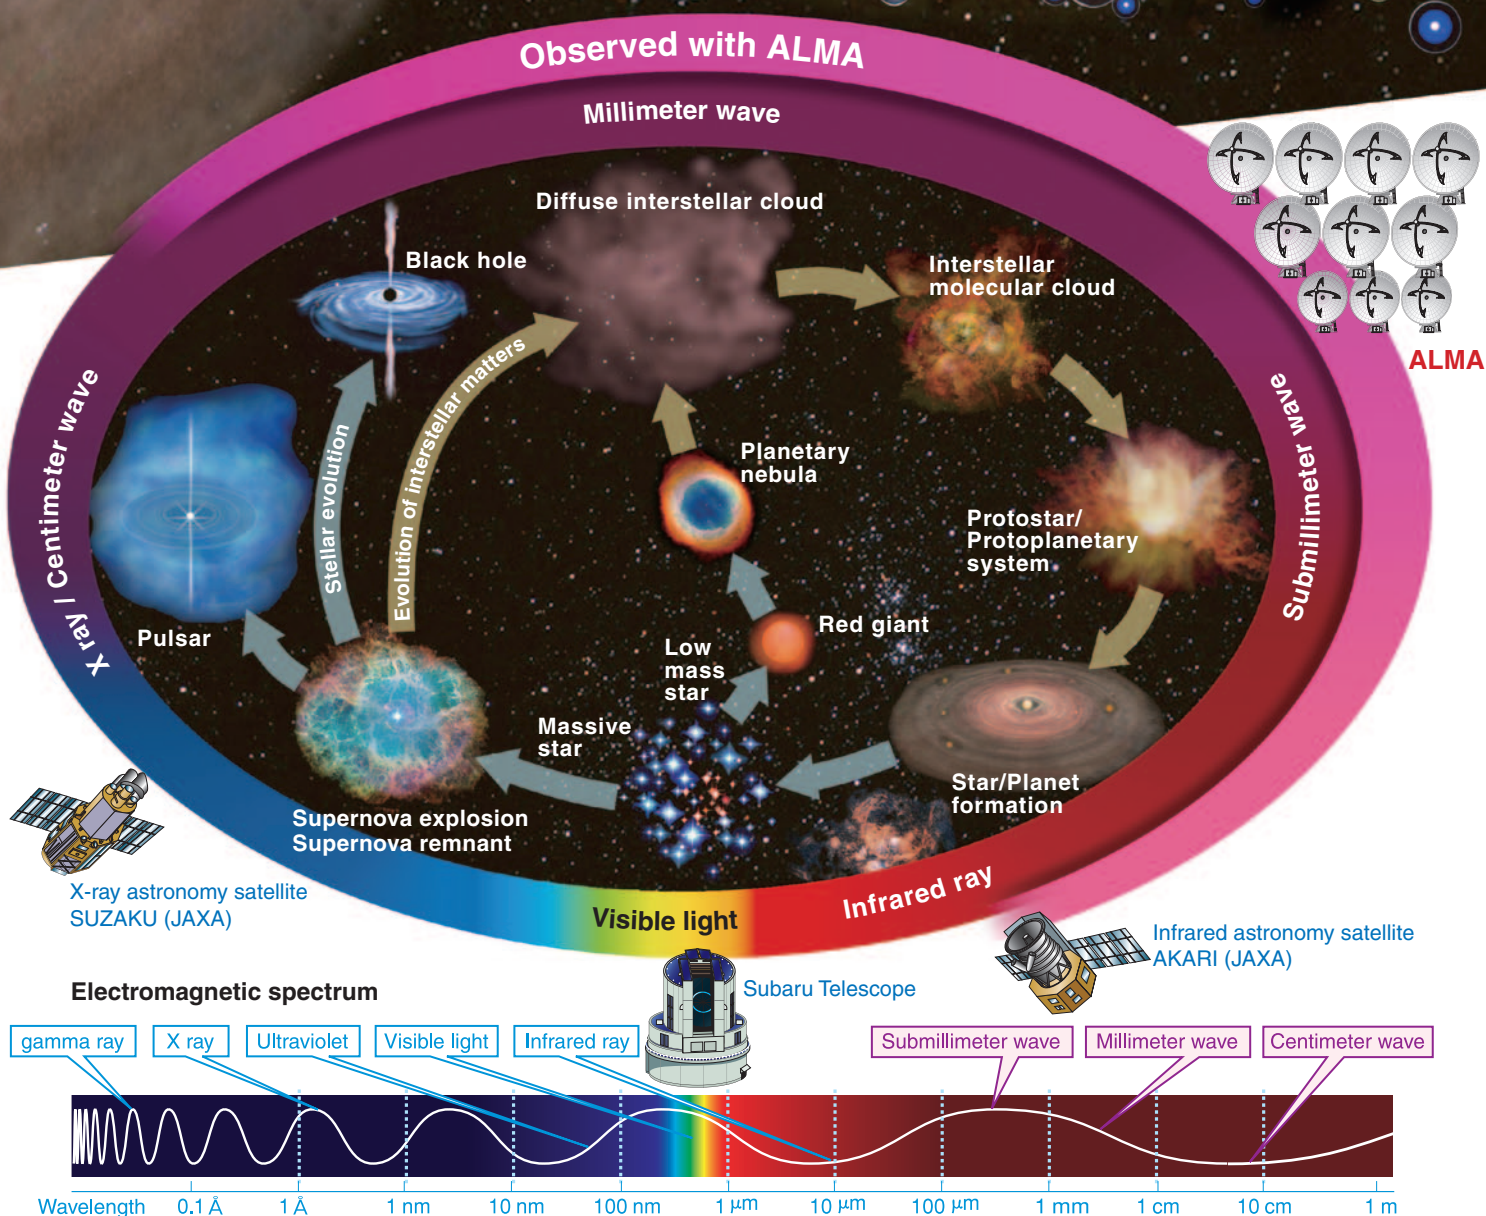 Observed with ALMA
Millimeter wave
Diffuse interstellar cloud
Black hole
Interstellar
molecular cloud
ALMA
Evolution of interstellar matters
Stellar evolution
X ray / Centimeter wave
Submillimeter wave
Planetary
nebula
Protostar/
Protoplanetary
system
Pulsar
Red giant
Low
mass
star
Massive
star
Star/Planet
formation
Supernova explosion
Supernova remnant
X-ray astronomy satellite
SUZAKU (JAXA)
Visible light
Infrared ray
Infrared astronomy satellite
AKARI (JAXA)
Subaru Telescope
Electromagnetic spectrum
gamma ray
X ray
Ultraviolet
Visible light
Infrared ray
Submillimeter wave
Millimeter wave
Centimeter wave
Wavelength 0.1 Å 1 Å 1 nm 10 nm 100 nm 1 μm 10 μm 100 μm 1 mm 1 cm 10 cm 1 m